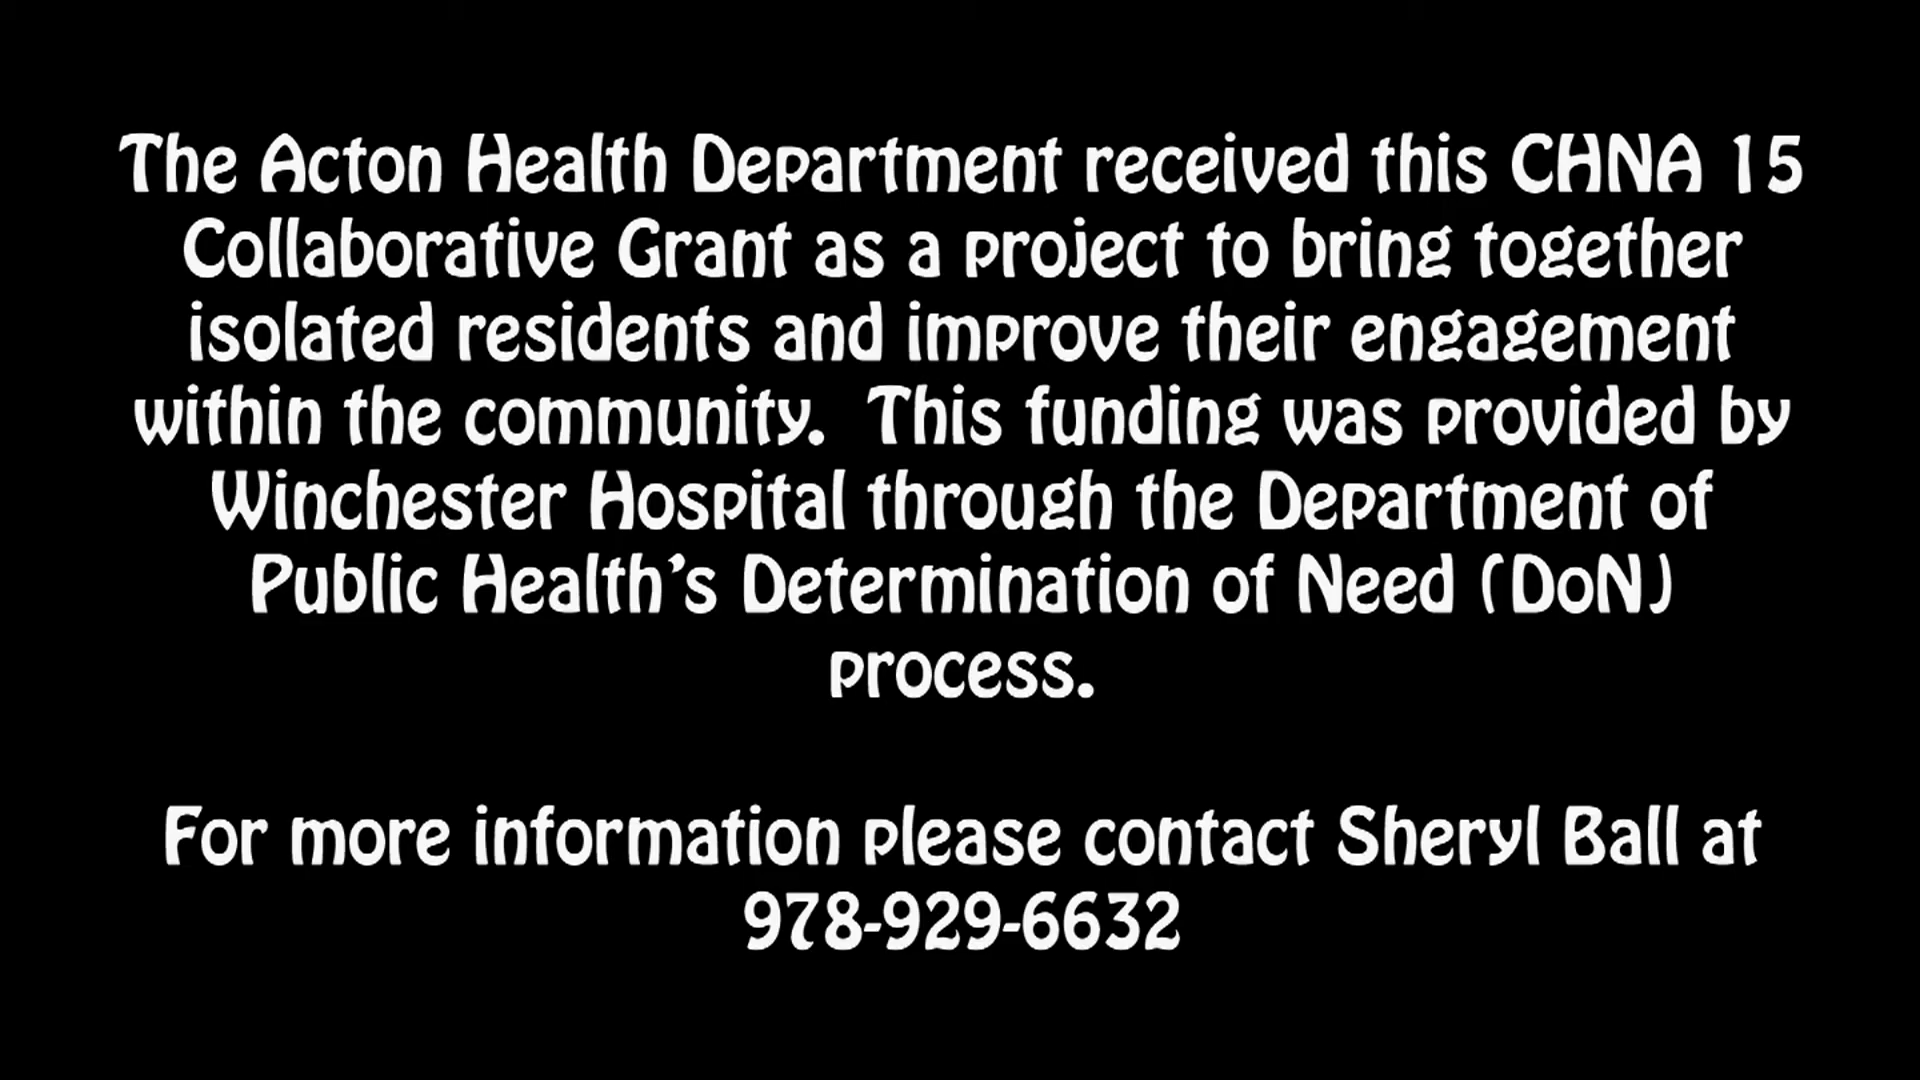 The Acton Health Department received this CHNA 15
Collaborative Grant as a project to bring together
isolated residents and improve their engagement
within the community.  This funding was provided by
Winchester Hospital through the Department of
Public Health’s Determination of Need (DoN)
process.
For more information please contact Sheryl Ball at
978-929-6632